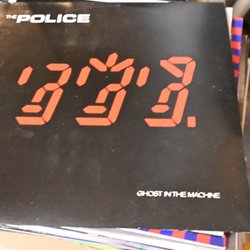 THE POLICE
GHOST IN THE MACHINE